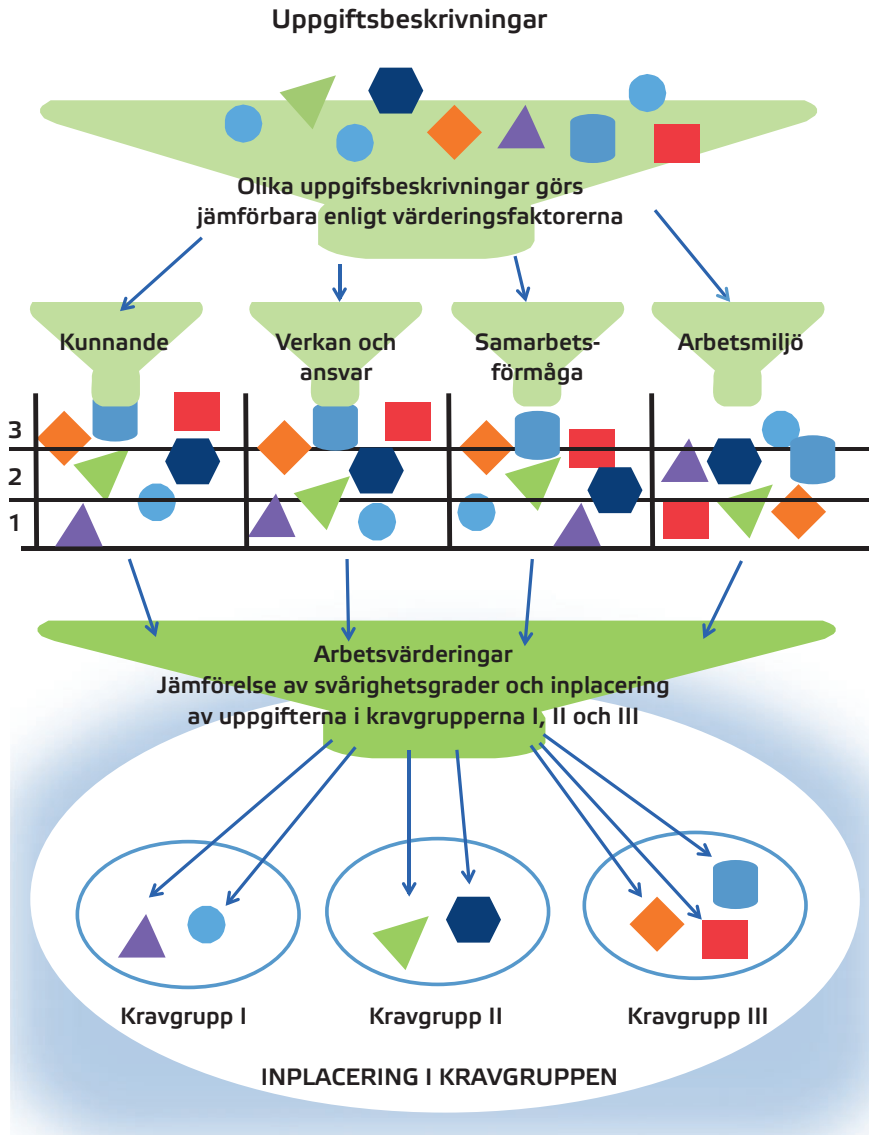 Uppgiftsbeskrivningar
Olika uppgifsbeskrivningar görs
jämförbara enligt värderingsfaktorerna
Kunnande
Verkan och
ansvar
Samarbets-
förmåga
Arbetsmiljö
3
2
1
Arbetsvärderingar
Jämförelse av svårighetsgrader och inplacering
av uppgifterna i kravgrupperna I, II och III
Kravgrupp I
Kravgrupp II
Kravgrupp III
INPLACERING I KRAVGRUPPEN